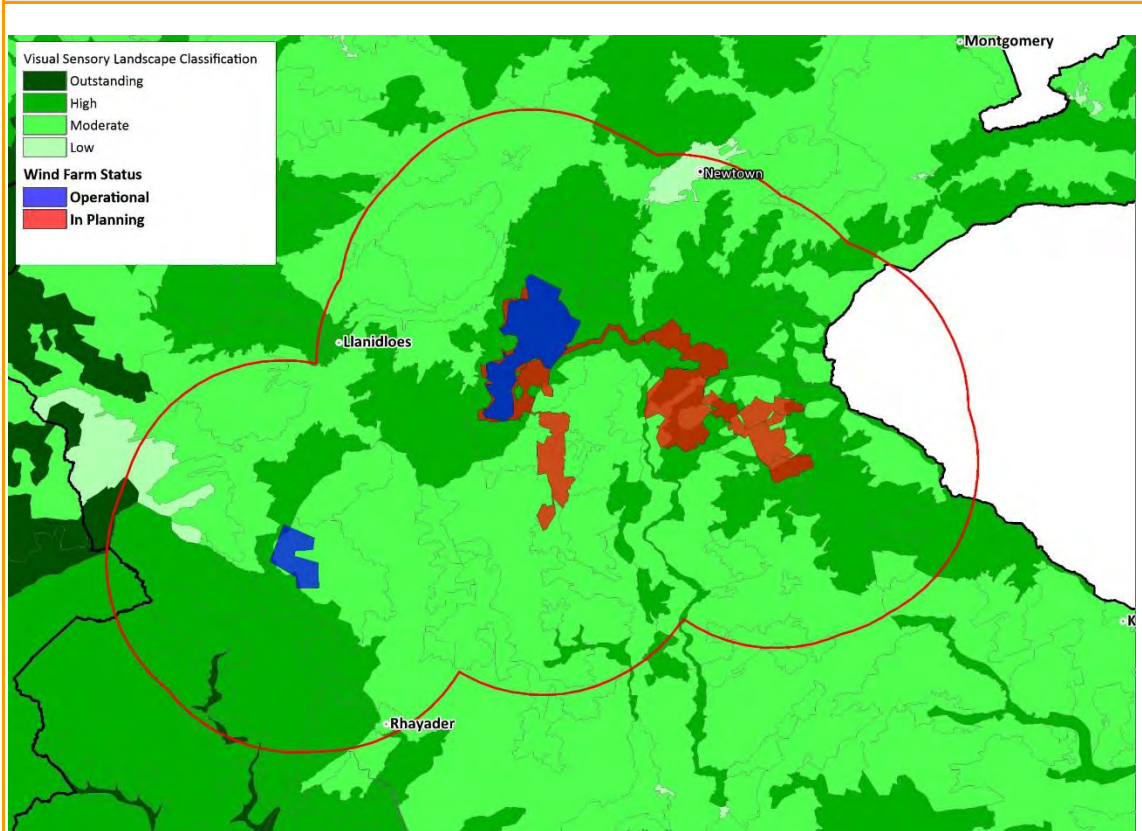 Visual Sensory Landscape Classification
Outstanding
High
Moderate
Low
Wind Farm Status
Operational
In Planning
Montgomery
Newtown
Llanidloes
K
Rhayader